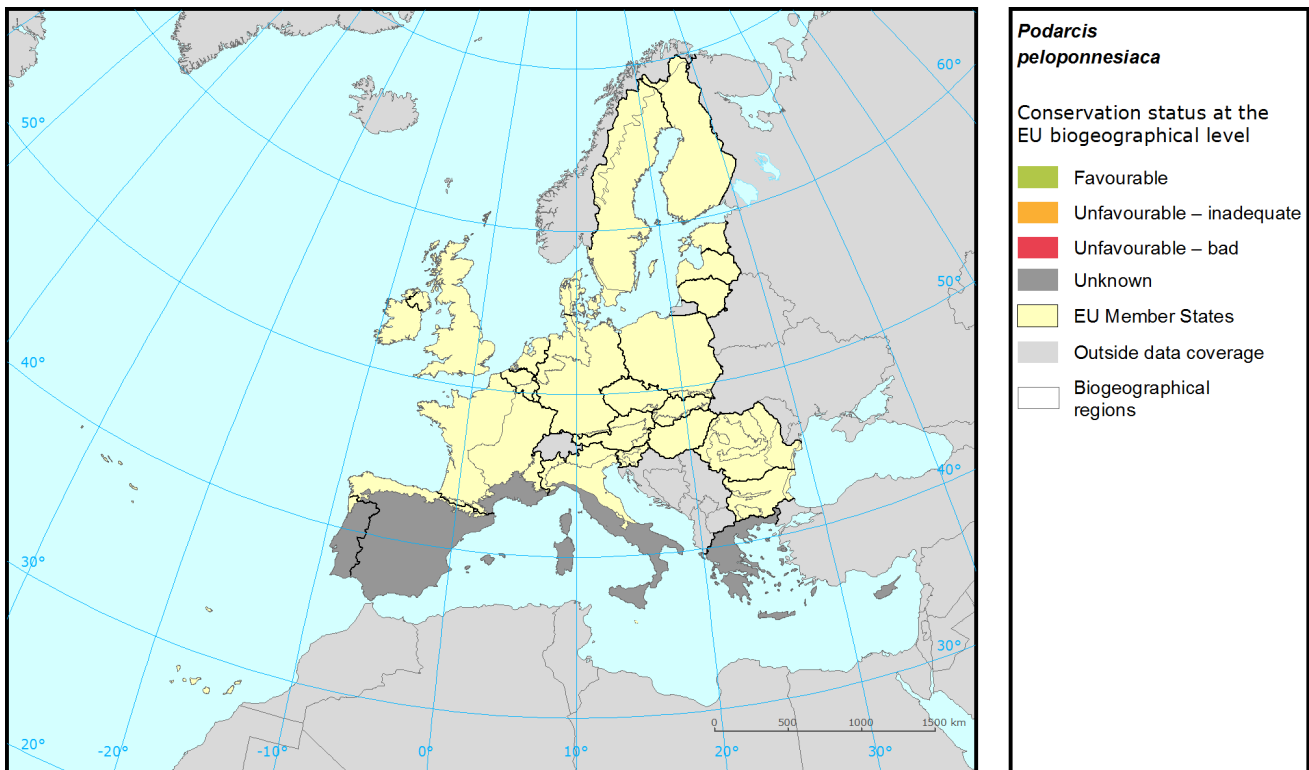 60°
50°
50°
40°
40°
30°
30°
20°
-20°
-10°
0°
10°
20°
30°
0 500 1000 1500 km
Podarcis
peloponnesiaca
Conservation status at the
EU biogeographical level
Favourable
Unfavourable – inadequate
Unfavourable – bad
Unknown
EU Member States
Outside data coverage
Biogeographical
regions